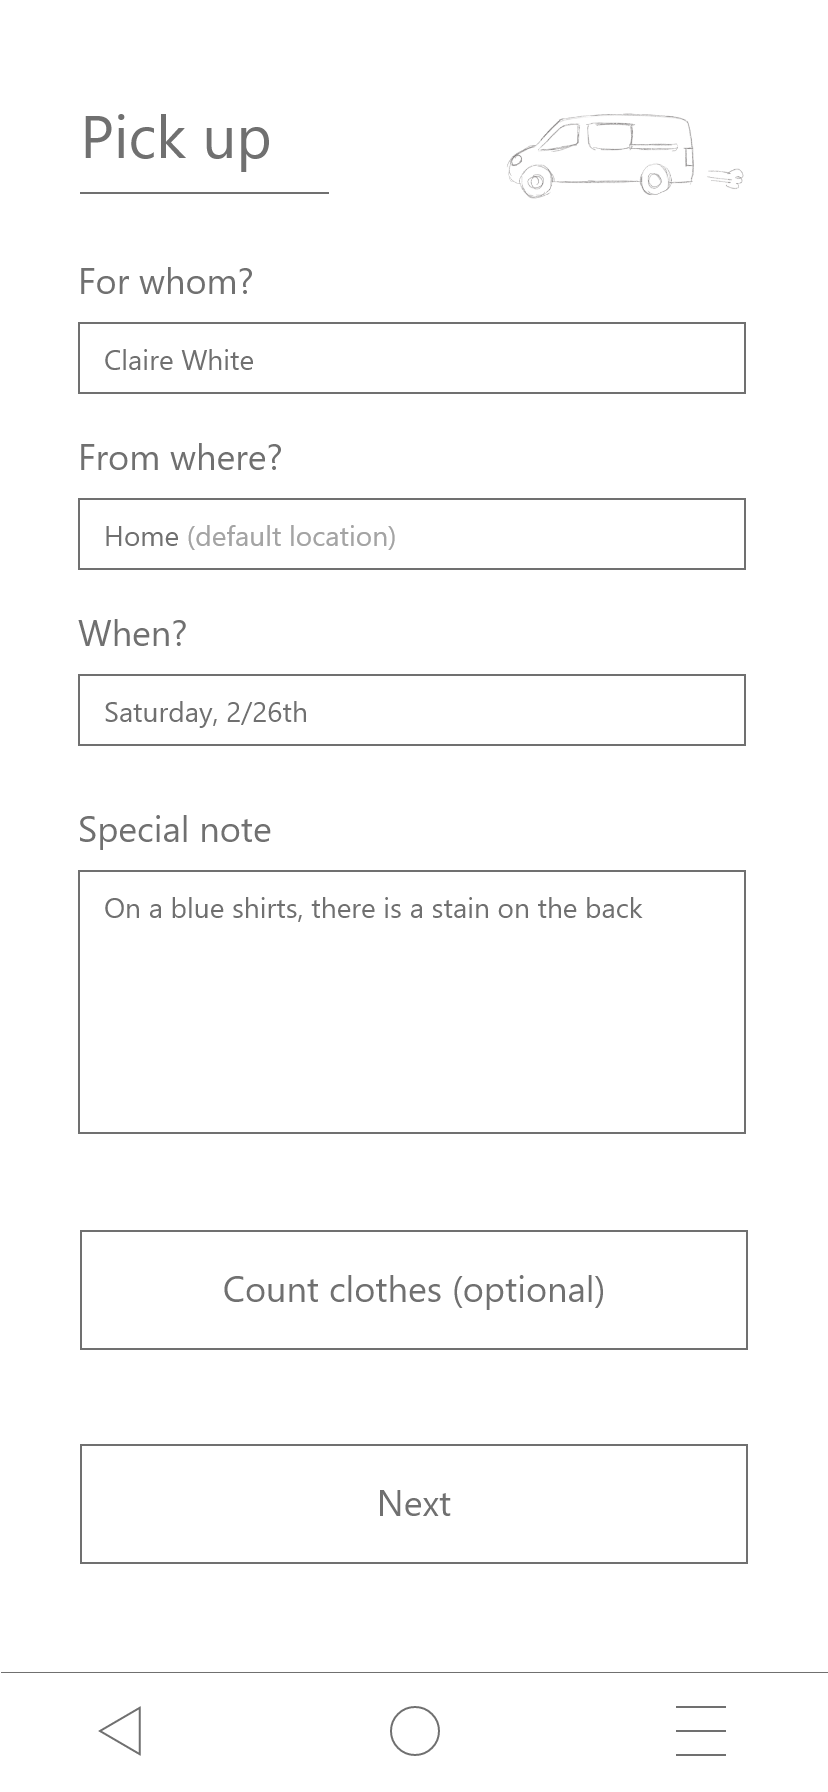 Pick up
For whom?
Claire White
From where?
Home (default location)
When?
Saturday, 2/26th
Special note
On a blue shirts, there is a stain on the back
Count clothes (optional)
Next